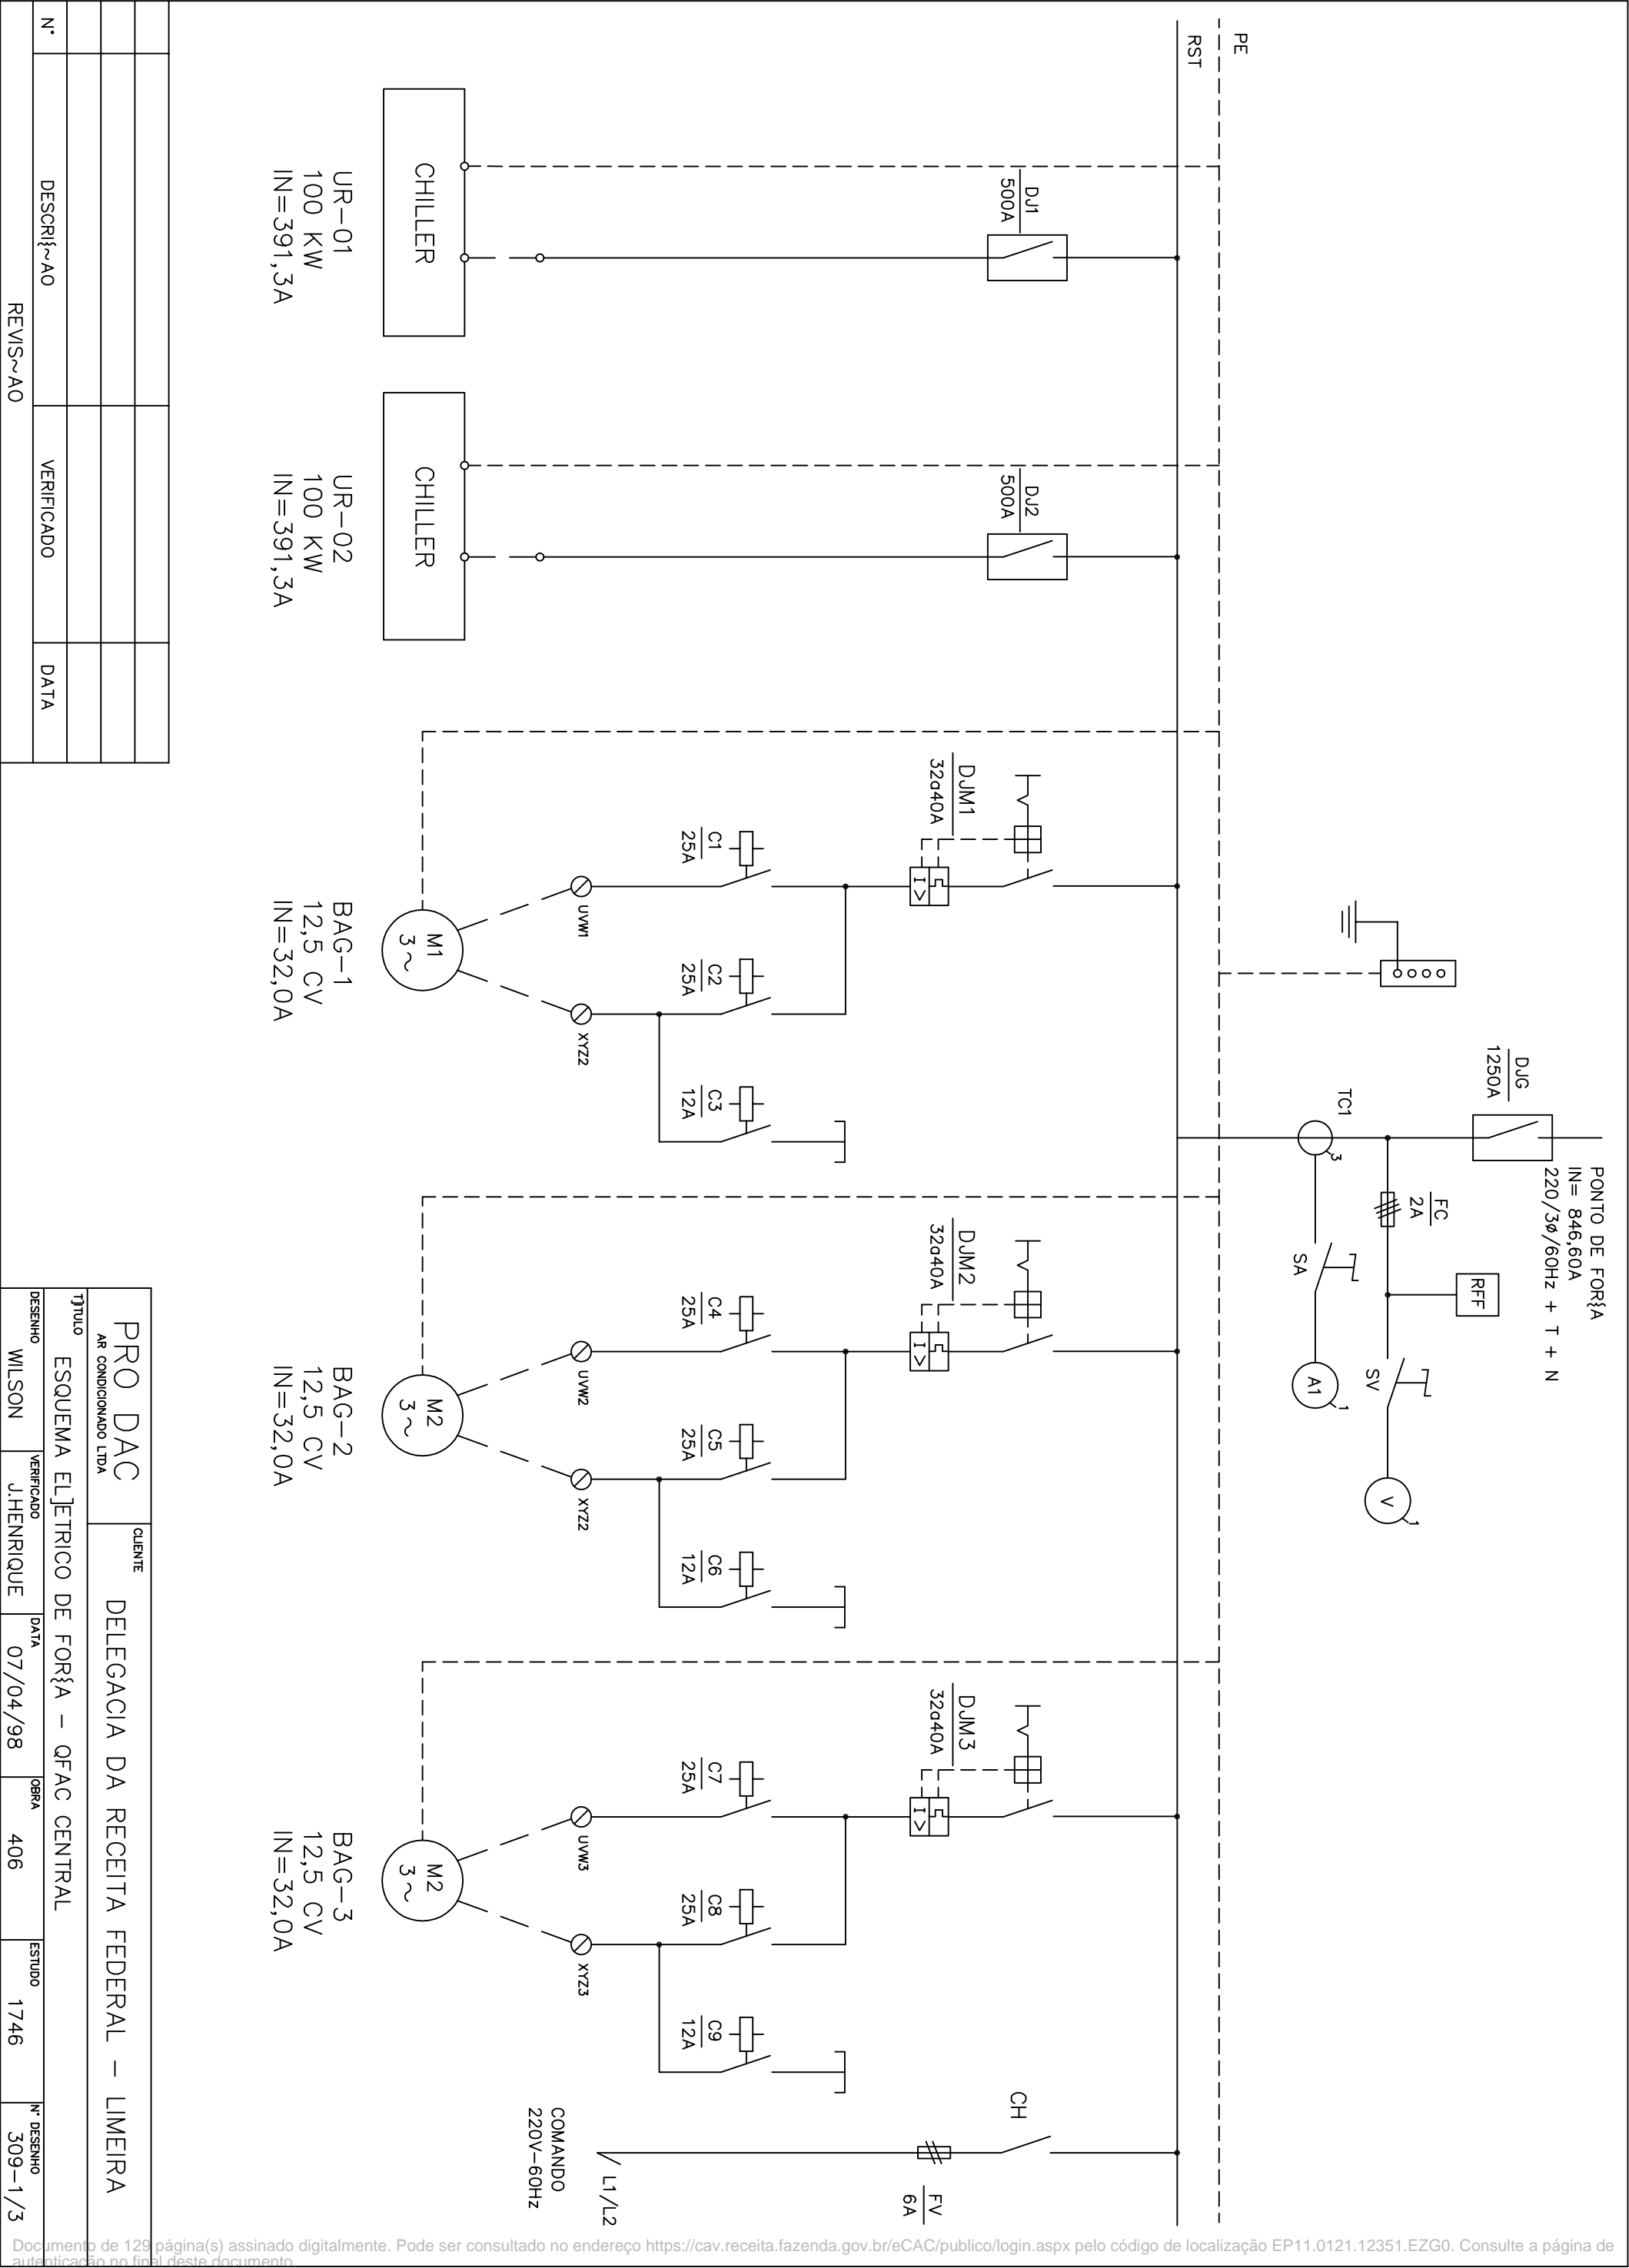 PONTO DE FOR§A
IN= 846,60A
220/3ø/60Hz + T + N
DJG
1250A
FC
2A
RFF
SV
V
1
TC1
3
SA
A1
1
PE
RST
DJ1
500A
DJ2
500A
DJM1
32a40A
I>
DJM2
32a40A
I>
DJM3
32a40A
I>
CH
FV
6A
L1/L2
COMANDO
220V-60Hz
C1
25A
C2
25A
C3
12A
C4
25A
C5
25A
C6
12A
C7
25A
C8
25A
C9
12A
UVW1
XYZ2
UVW2
XYZ2
UVW3
XYZ3
CHILLER
CHILLER
M1
3~
M2
3~
M2
3~
UR-01
100 KW
IN=391,3A
UR-02
100 KW
IN=391,3A
BAG-1
12,5 CV
IN=32,0A
BAG-2
12,5 CV
IN=32,0A
BAG-3
12,5 CV
IN=32,0A
N° DESCRI§~AO VERIFICADO DATA
REVIS~AO
PRO DAC
AR CONDICIONADO LTDA
CLIENTE
DELEGACIA DA RECEITA FEDERAL - LIMEIRA
T]ITULO
ESQUEMA EL]ETRICO DE FOR§A - QFAC CENTRAL
DESENHO
WILSON
VERIFICADO
J.HENRIQUE
DATA
07/04/98
OBRA
406
ESTUDO
1746
N° DESENHO
309-1/3
Documento de 129 página(s) assinado digitalmente. Pode ser consultado no endereço https://cav.receita.fazenda.gov.br/eCAC/publico/login.aspx pelo código de localização EP11.0121.12351.EZG0. Consulte a página de
autenticação no final deste documento.